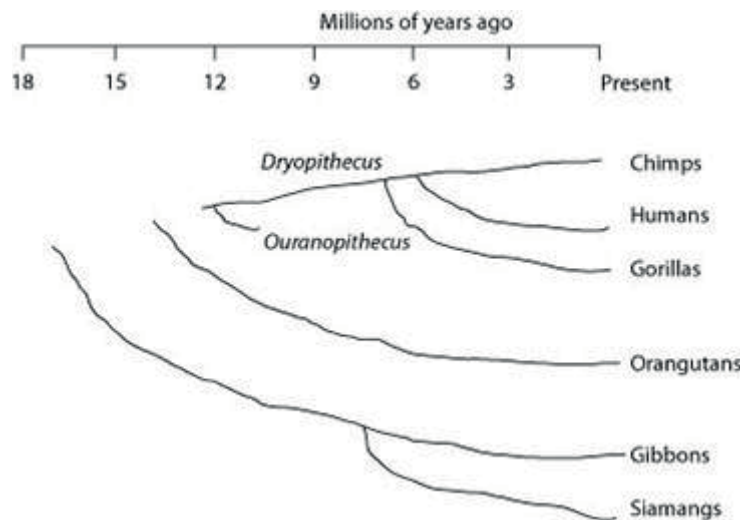 Millions of years ago
18 15 12 9 6 3 Present
Dryopithecus
Chimps
Humans
Ouranopithecus
Gorillas
Orangutans
Gibbons
Siamangs